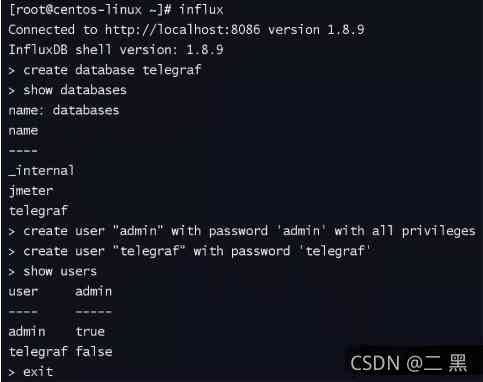 [root@centos-linux ~]# influx
Connected to http://localhost:8086 version 1.8.9
InfluxDB shell version: 1.8.9
> create database telegraf
> show databases
name: databases
name
----
_internal
jmeter
telegraf
> create user "admin" with password 'admin' with all privileges
> create user "telegraf" with password 'telegraf'
> show users
user     admin
----     -----
admin    true
telegraf false
> exit
CSDN @二 黑